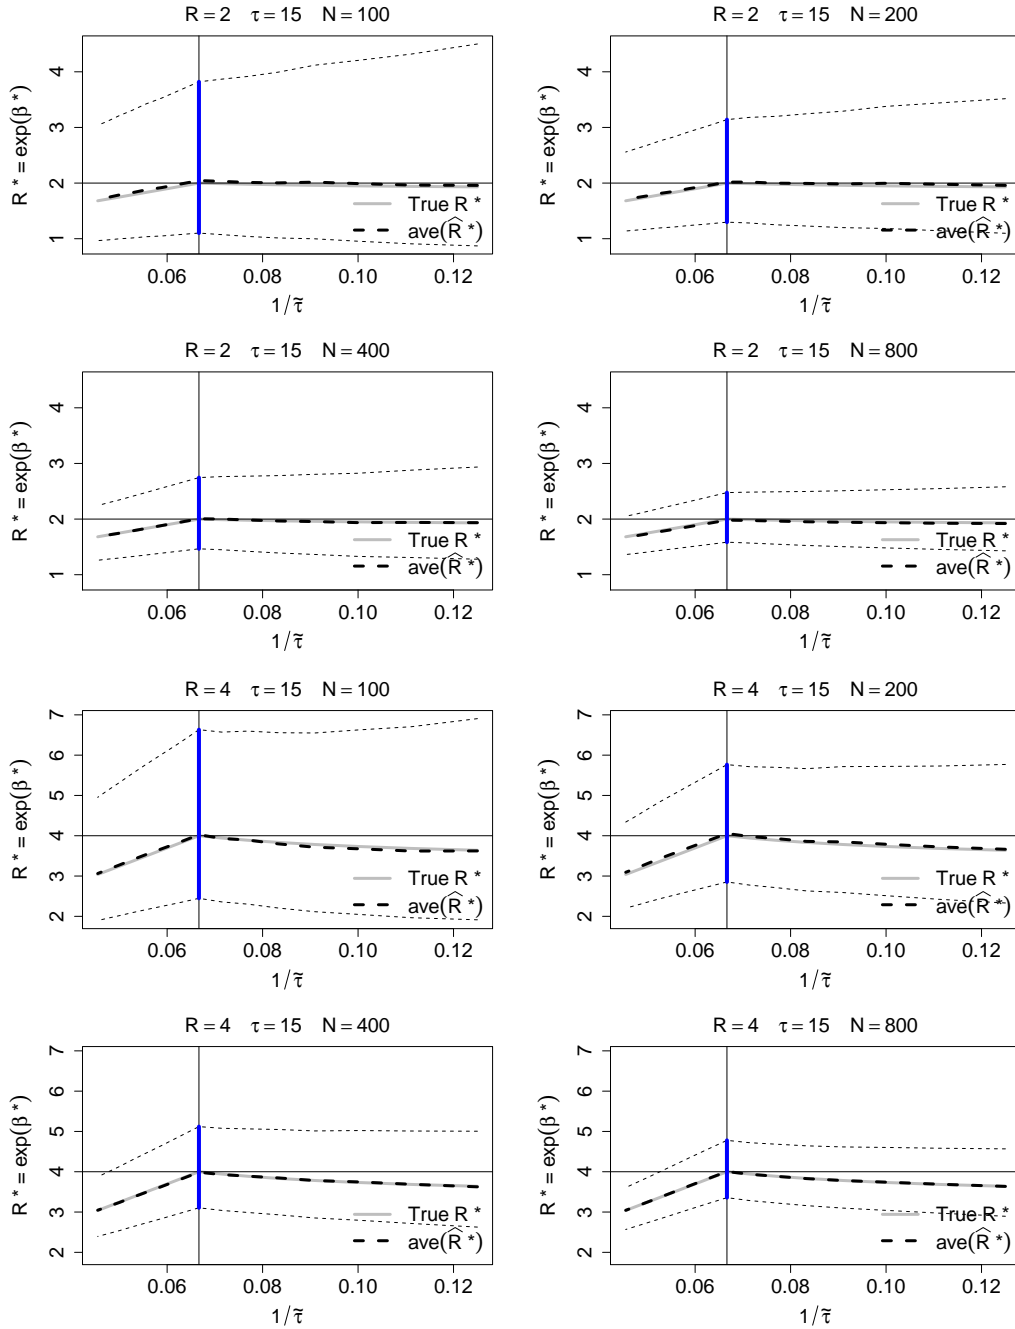 R = 2 τ = 15 N = 100
R * = exp(β *)
4
3
2
1
True R *
ave(R̂ *)
0.06 0.08 0.10 0.12
1/τ̃
R = 2 τ = 15 N = 200
R * = exp(β *)
4
3
2
1
True R *
ave(R̂ *)
0.06 0.08 0.10 0.12
1/τ̃
R = 2 τ = 15 N = 400
R * = exp(β *)
4
3
2
1
True R *
ave(R̂ *)
0.06 0.08 0.10 0.12
1/τ̃
R = 2 τ = 15 N = 800
R * = exp(β *)
4
3
2
1
True R *
ave(R̂ *)
0.06 0.08 0.10 0.12
1/τ̃
R = 4 τ = 15 N = 100
R * = exp(β *)
7
6
5
4
3
2
True R *
ave(R̂ *)
0.06 0.08 0.10 0.12
1/τ̃
R = 4 τ = 15 N = 200
R * = exp(β *)
7
6
5
4
3
2
True R *
ave(R̂ *)
0.06 0.08 0.10 0.12
1/τ̃
R = 4 τ = 15 N = 400
R * = exp(β *)
7
6
5
4
3
2
True R *
ave(R̂ *)
0.06 0.08 0.10 0.12
1/τ̃
R = 4 τ = 15 N = 800
R * = exp(β *)
7
6
5
4
3
2
True R *
ave(R̂ *)
0.06 0.08 0.10 0.12
1/τ̃